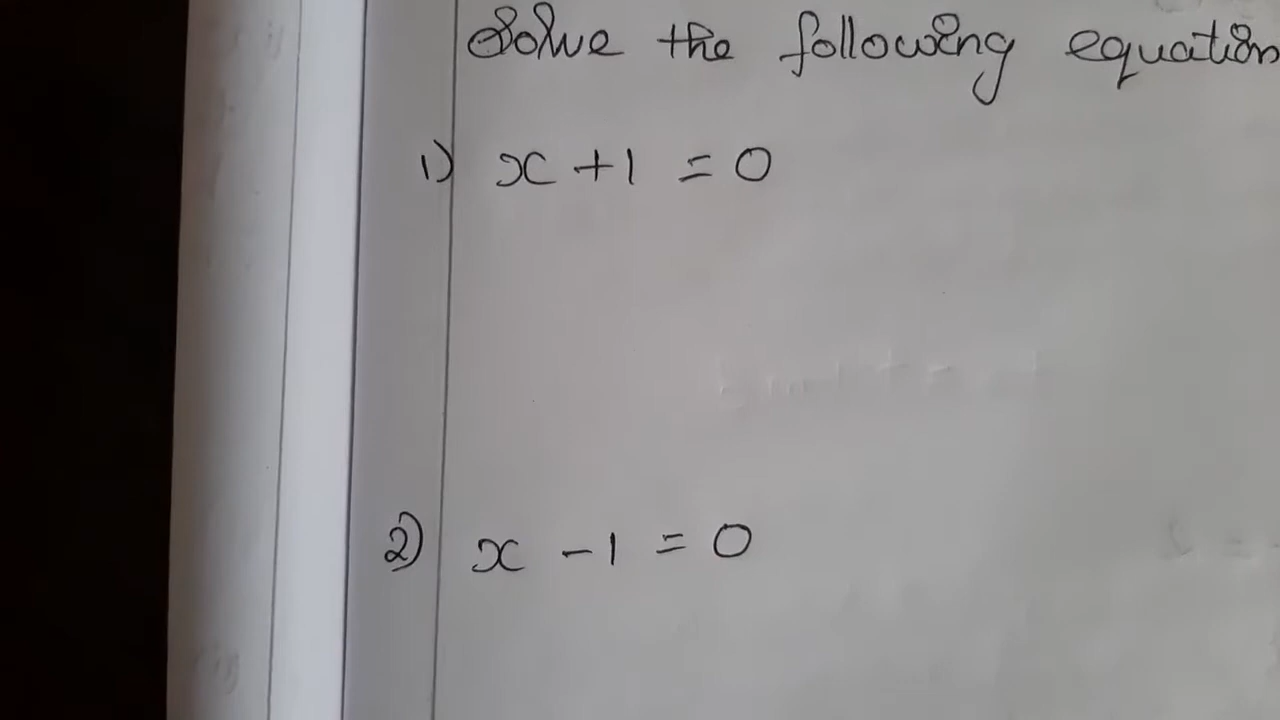 Solve the following equation
1) x + 1 = 0
2) x - 1 = 0